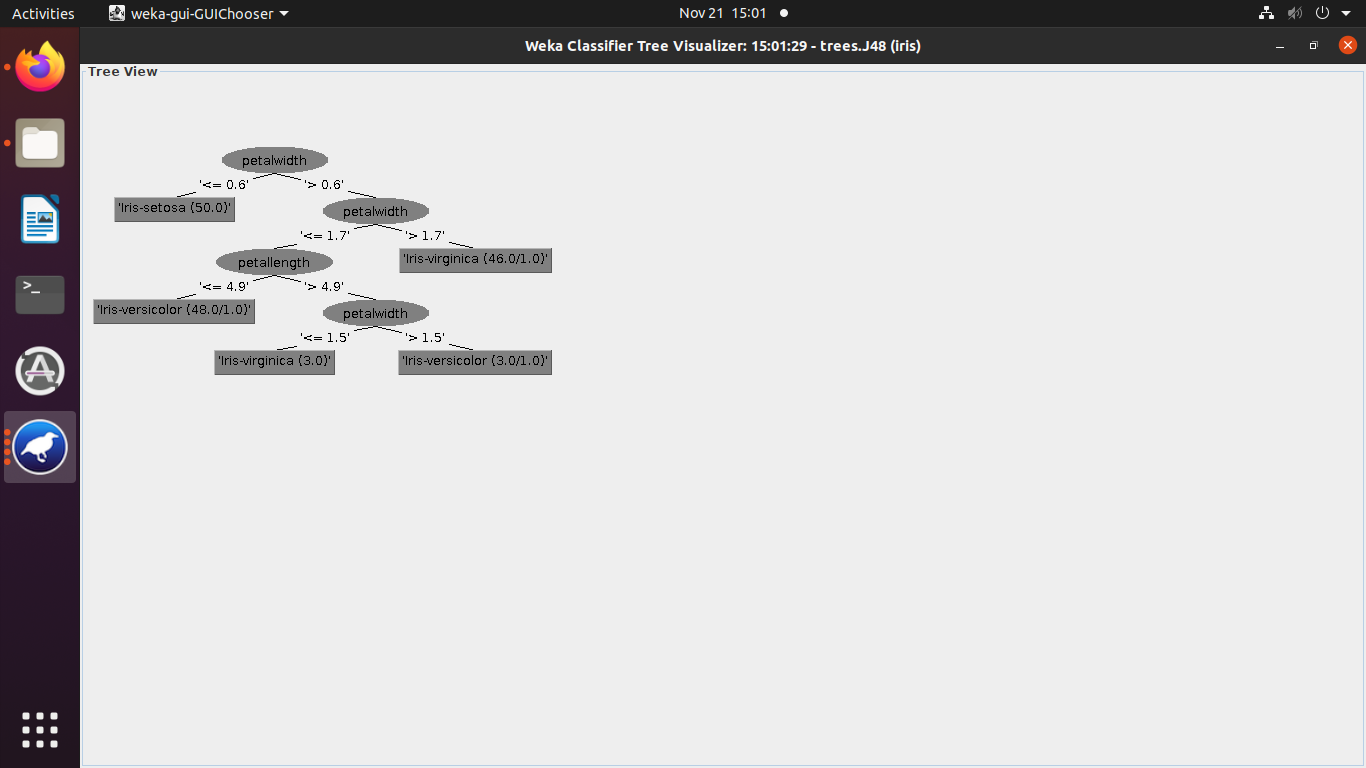 Activities weka-gui-GUIChooser Nov 21 15:01
Weka Classifier Tree Visualizer: 15:01:29 - trees.J48 (iris)
Tree View
petalwidth
'<= 0.6' '> 0.6'
'Iris-setosa (50.0)' petalwidth
'<= 1.7' '> 1.7'
petallength 'Iris-virginica (46.0/1.0)'
'<= 4.9' '> 4.9'
'Iris-versicolor (48.0/1.0)' petalwidth
'<= 1.5' '> 1.5'
'Iris-virginica (3.0)' 'Iris-versicolor (3.0/1.0)'
>_